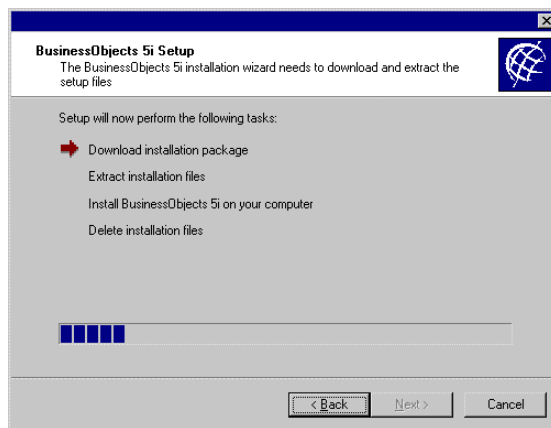 BusinessObjects 5i Setup
The BusinessObjects 5i installation wizard needs to download and extract the
setup files
Setup will now perform the following tasks:
Download installation package
Extract installation files
Install BusinessObjects 5i on your computer
Delete installation files
< Back Next > Cancel